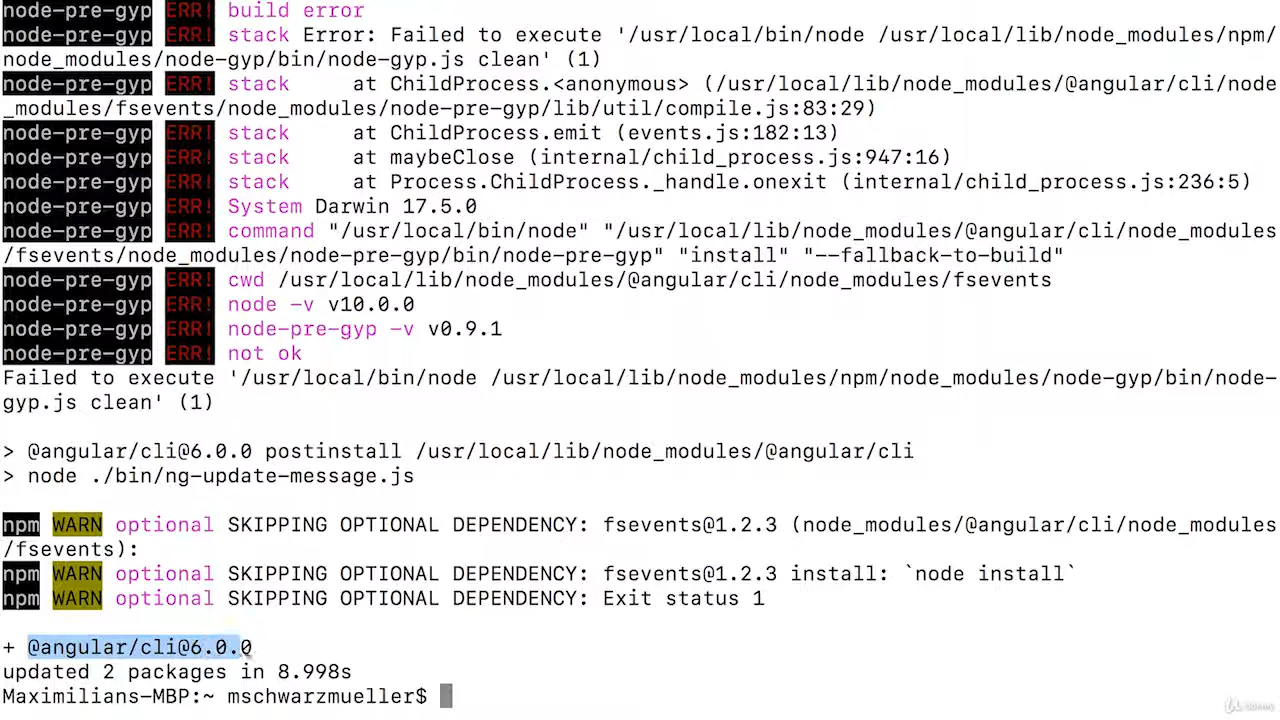 node-pre-gyp ERR! build error
node-pre-gyp ERR! stack Error: Failed to execute '/usr/local/bin/node /usr/local/lib/node_modules/npm/
node_modules/node-gyp/bin/node-gyp.js clean' (1)
node-pre-gyp ERR! stack     at ChildProcess.<anonymous> (/usr/local/lib/node_modules/@angular/cli/node
_modules/fsevents/node_modules/node-pre-gyp/lib/util/compile.js:83:29)
node-pre-gyp ERR! stack     at ChildProcess.emit (events.js:182:13)
node-pre-gyp ERR! stack     at maybeClose (internal/child_process.js:947:16)
node-pre-gyp ERR! stack     at Process.ChildProcess._handle.onexit (internal/child_process.js:236:5)
node-pre-gyp ERR! System Darwin 17.5.0
node-pre-gyp ERR! command "/usr/local/bin/node" "/usr/local/lib/node_modules/@angular/cli/node_modules
/fsevents/node_modules/node-pre-gyp/bin/node-pre-gyp" "install" "--fallback-to-build"
node-pre-gyp ERR! cwd /usr/local/lib/node_modules/@angular/cli/node_modules/fsevents
node-pre-gyp ERR! node -v v10.0.0
node-pre-gyp ERR! node-pre-gyp -v v0.9.1
node-pre-gyp ERR! not ok
Failed to execute '/usr/local/bin/node /usr/local/lib/node_modules/npm/node_modules/node-gyp/bin/node-
gyp.js clean' (1)
> @angular/cli@6.0.0 postinstall /usr/local/lib/node_modules/@angular/cli
> node ./bin/ng-update-message.js
npm WARN optional SKIPPING OPTIONAL DEPENDENCY: fsevents@1.2.3 (node_modules/@angular/cli/node_modules
/fsevents):
npm WARN optional SKIPPING OPTIONAL DEPENDENCY: fsevents@1.2.3 install: `node install`
npm WARN optional SKIPPING OPTIONAL DEPENDENCY: Exit status 1
+ @angular/cli@6.0.0
updated 2 packages in 8.998s
Maximilians-MBP:~ mschwarzmueller$
Udemy